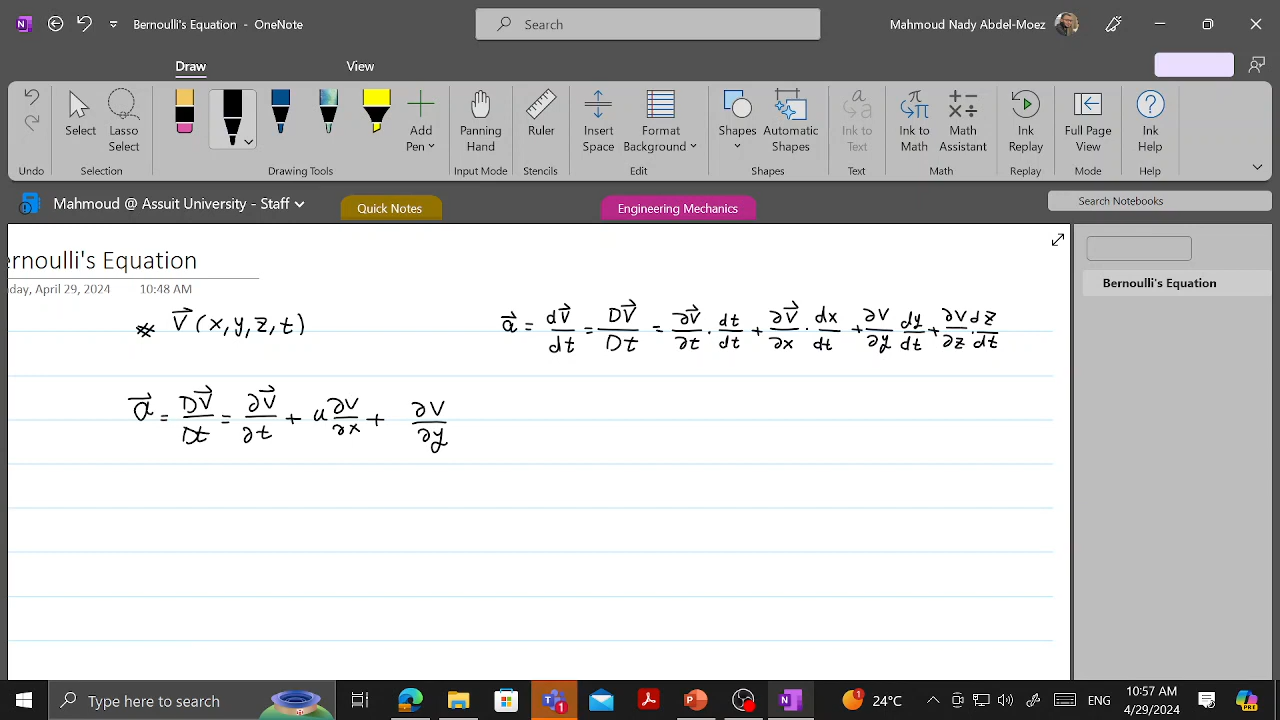 Bernoulli's Equation - OneNote
Search
Mahmoud Nady Abdel-Moez
Draw
View
Select
Lasso Select
Add Pen
Panning Hand
Ruler
Insert Space
Format Background
Shapes
Automatic Shapes
Ink to Text
Ink to Math
Math Assistant
Ink Replay
Full Page View
Ink Help
Undo
Selection
Drawing Tools
Input Mode
Stencils
Edit
Shapes
Text
Math
Replay
Mode
Help
Mahmoud @ Assuit University - Staff
Quick Notes
Engineering Mechanics
Search Notebooks
ernoulli's Equation
day, April 29, 2024 10:48 AM
Bernoulli's Equation
* V⃗ (x, y, z, t)
a⃗ = dV⃗/dt = DV⃗/Dt = ∂V⃗/∂t · dt/dt + ∂V⃗/∂x · dx/dt + ∂V/∂y dy/dt + ∂V/∂z · dz/dt
a⃗ = DV⃗/Dt = ∂V⃗/∂t + u ∂V/∂x + ∂V/∂y
Type here to search
1
1
24°C
ENG
10:57 AM
4/29/2024
PRE